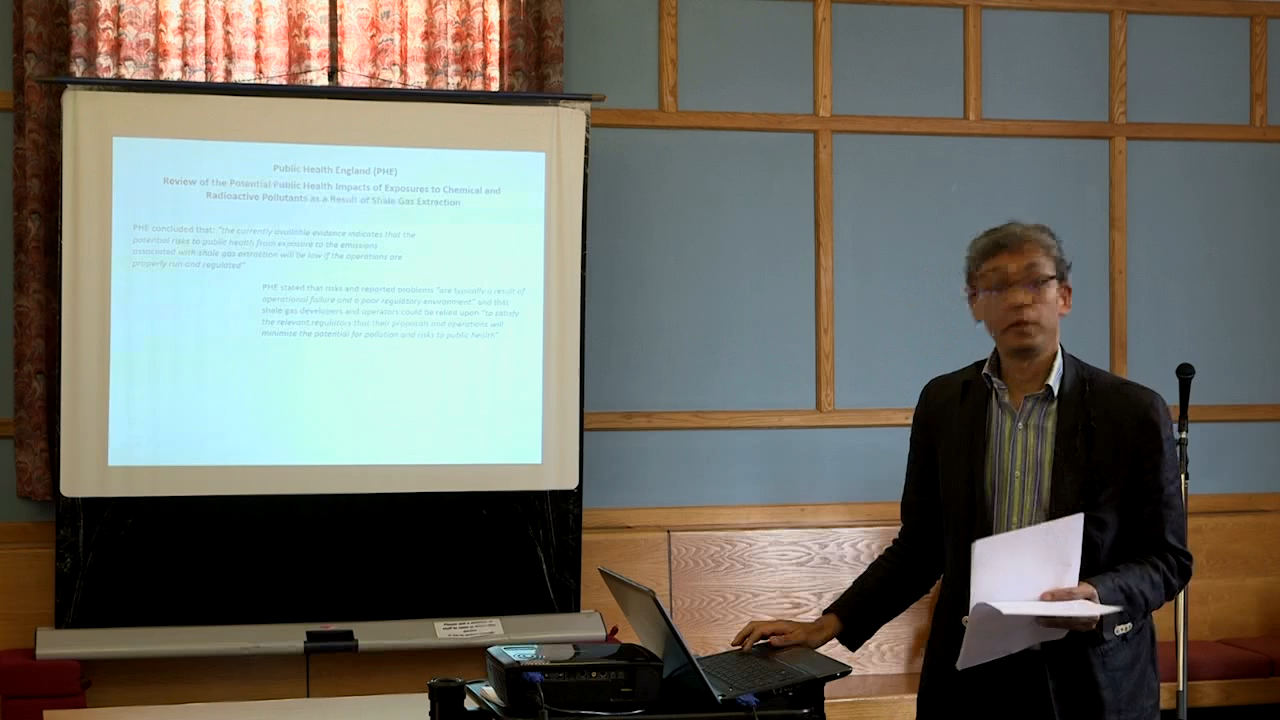 Public Health England (PHE)
Review of the Potential Public Health Impacts of Exposures to Chemical and
Radioactive Pollutants as a Result of Shale Gas Extraction
PHE concluded that: "the currently available evidence indicates that the
potential risks to public health from exposure to the emissions
associated with shale gas extraction will be low if the operations are
properly run and regulated"
PHE stated that risks and reported problems "are typically a result of
operational failure and a poor regulatory environment" and that
shale gas developers and operators could be relied upon "to satisfy
the relevant regulators that their proposals and operations will
minimise the potential for pollution and risks to public health"